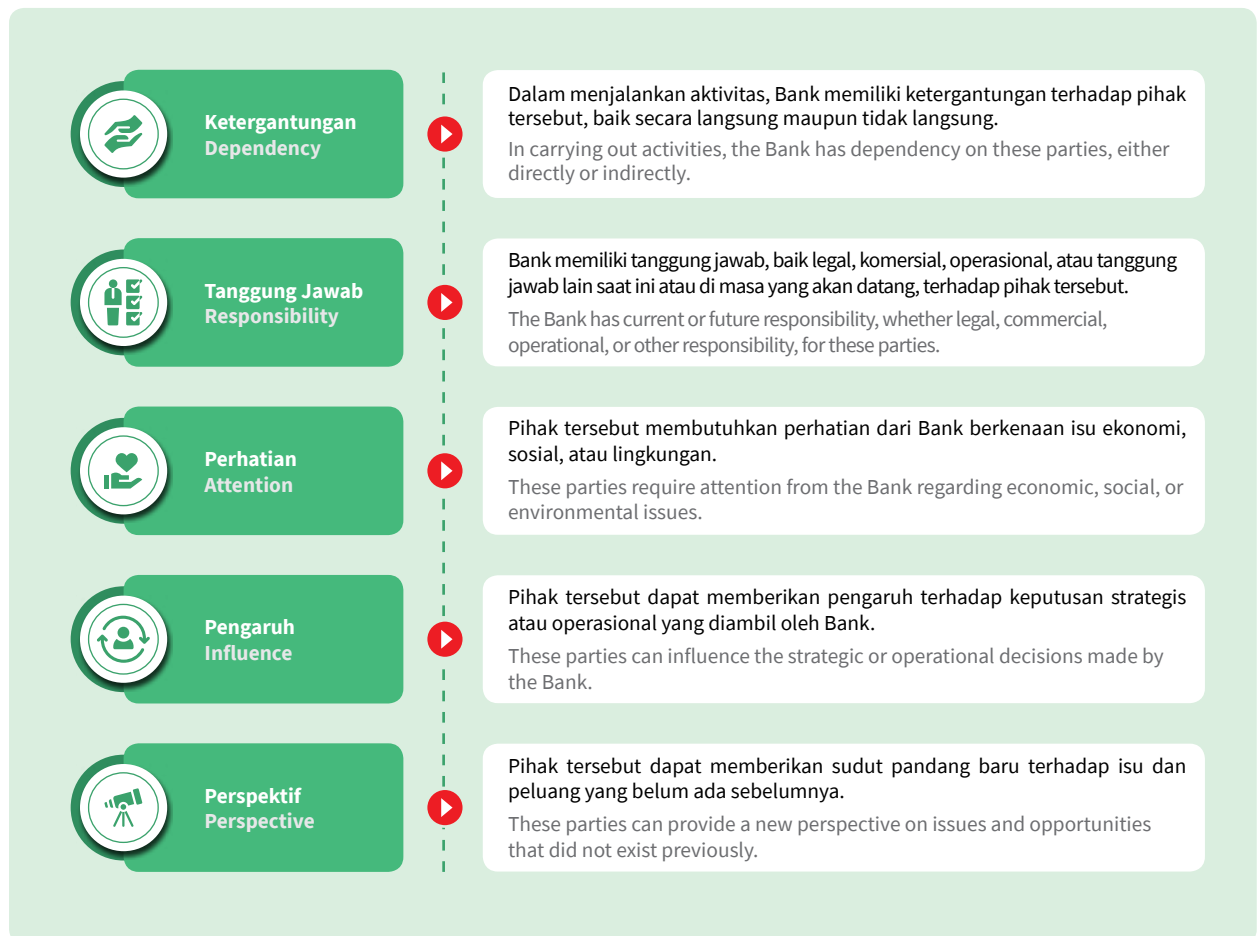 Ketergantungan
Dependency
Dalam menjalankan aktivitas, Bank memiliki ketergantungan terhadap pihak
tersebut, baik secara langsung maupun tidak langsung.
In carrying out activities, the Bank has dependency on these parties, either
directly or indirectly.
Tanggung Jawab
Responsibility
Bank memiliki tanggung jawab, baik legal, komersial, operasional, atau tanggung
jawab lain saat ini atau di masa yang akan datang, terhadap pihak tersebut.
The Bank has current or future responsibility, whether legal, commercial,
operational, or other responsibility, for these parties.
Perhatian
Attention
Pihak tersebut membutuhkan perhatian dari Bank berkenaan isu ekonomi,
sosial, atau lingkungan.
These parties require attention from the Bank regarding economic, social, or
environmental issues.
Pengaruh
Influence
Pihak tersebut dapat memberikan pengaruh terhadap keputusan strategis
atau operasional yang diambil oleh Bank.
These parties can influence the strategic or operational decisions made by
the Bank.
Perspektif
Perspective
Pihak tersebut dapat memberikan sudut pandang baru terhadap isu dan
peluang yang belum ada sebelumnya.
These parties can provide a new perspective on issues and opportunities
that did not exist previously.